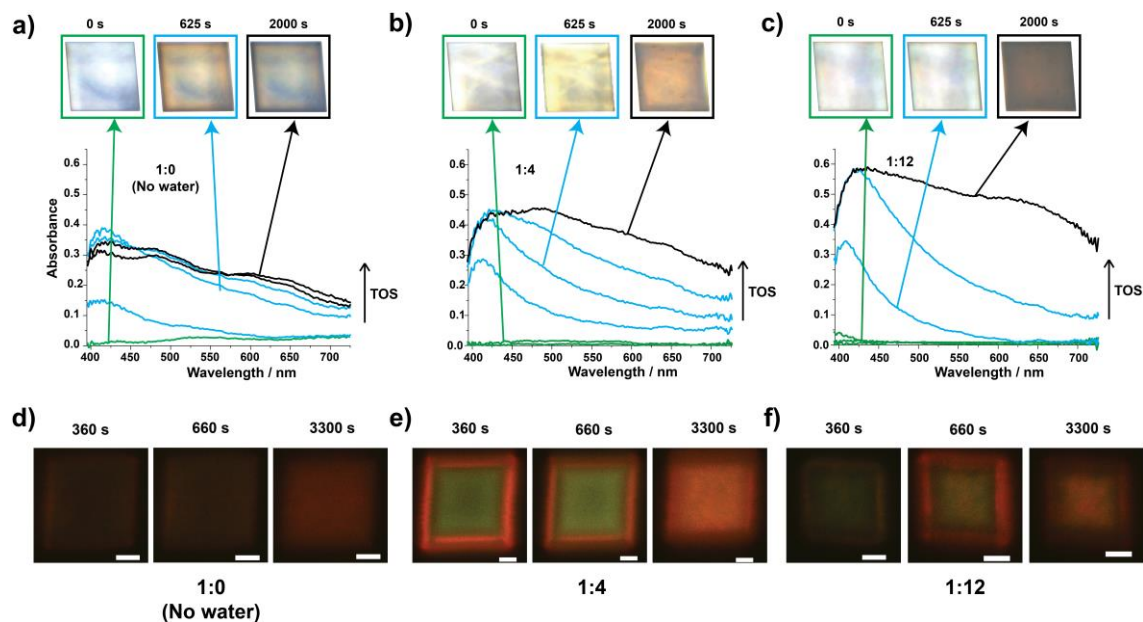 a)
0 s 625 s 2000 s
b)
0 s 625 s 2000 s
c)
0 s 625 s 2000 s
0.6
0.5
0.4
0.3
0.2
0.1
0.0
Absorbance
1:0
(No water)
TOS
400 450 500 550 600 650 700
Wavelength / nm
0.6
0.5
0.4
0.3
0.2
0.1
0.0
1:4
TOS
400 450 500 550 600 650 700
Wavelength / nm
0.6
0.5
0.4
0.3
0.2
0.1
0.0
1:12
TOS
400 450 500 550 600 650 700
Wavelength / nm
d)
360 s 660 s 3300 s
e)
360 s 660 s 3300 s
f)
360 s 660 s 3300 s
1:0
(No water)
1:4
1:12